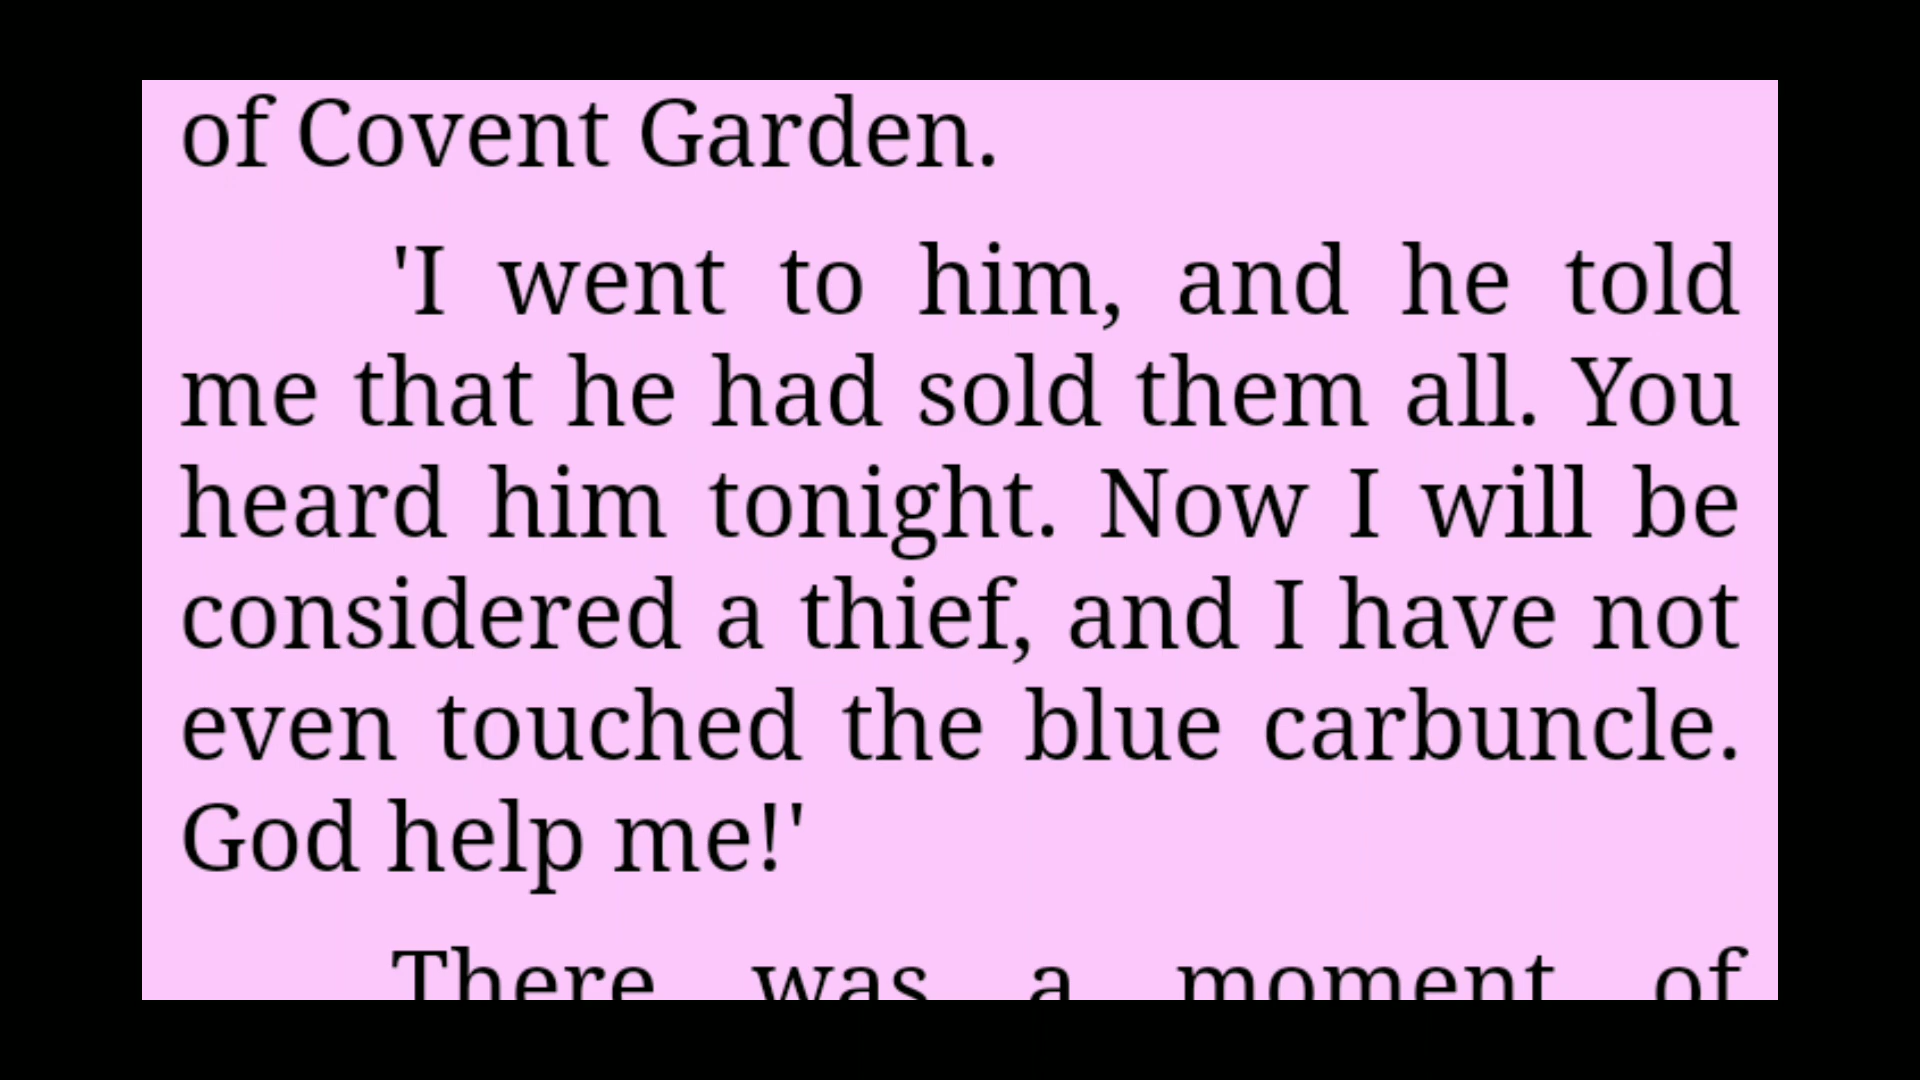 of Covent Garden.
'I went to him, and he told
me that he had sold them all. You
heard him tonight. Now I will be
considered a thief, and I have not
even touched the blue carbuncle.
God help me!'
There was a moment of